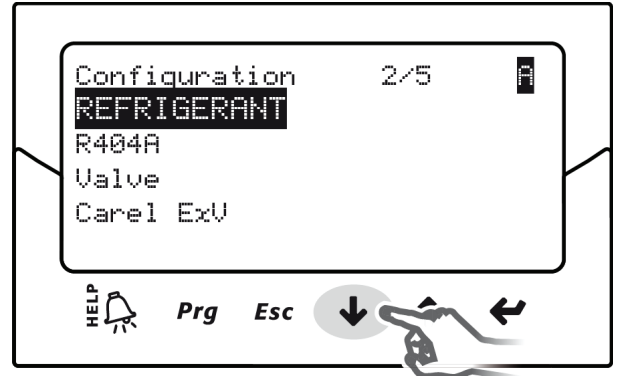 Configuration 2/5 A
REFRIGERANT
R404A
Valve
Carel ExV
HELP Prg Esc